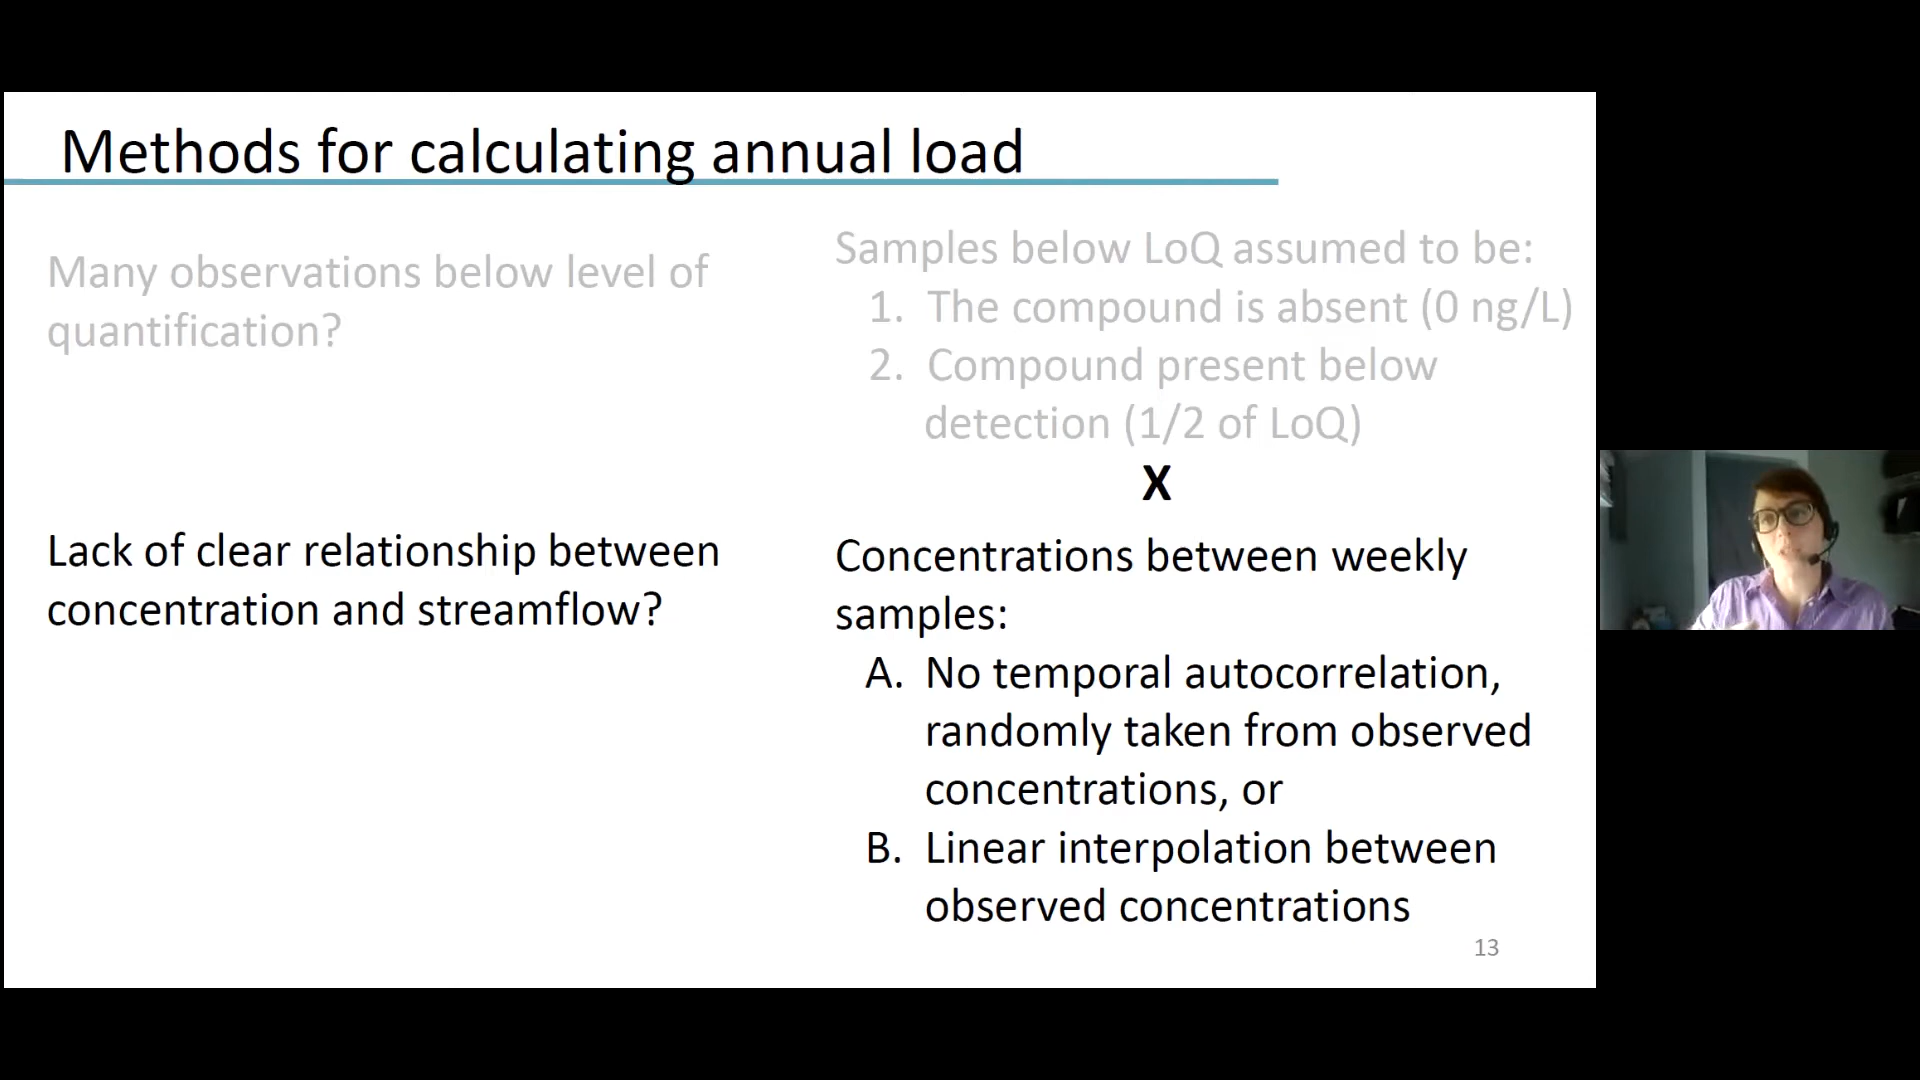 Methods for calculating annual load
Many observations below level of
quantification?
Samples below LoQ assumed to be:
1. The compound is absent (0 ng/L)
2. Compound present below
detection (1/2 of LoQ)
X
Lack of clear relationship between
concentration and streamflow?
Concentrations between weekly
samples:
A. No temporal autocorrelation,
randomly taken from observed
concentrations, or
B. Linear interpolation between
observed concentrations
13